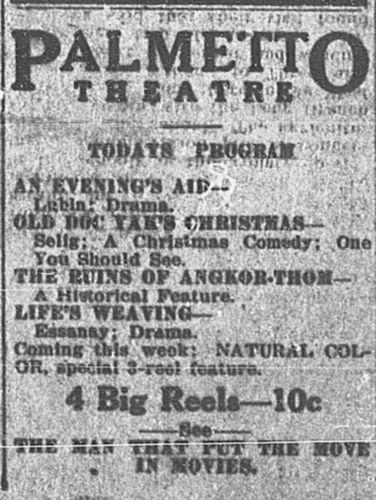 PALMETTO
THEATRE
TODAYS PROGRAM
AN EVENING'S AID—
Lubin; Drama.
OLD DOC YAK'S CHRISTMAS—
Selig; A Christmas Comedy; One
You Should See.
THE RUINS OF ANGKOR-THOM—
A Historical Feature.
LIFE'S WEAVING—
Essanay; Drama.
Coming this week: NATURAL COL-
OR, special 3-reel feature.
4 Big Reels—10c
—See—
THE MAN THAT PUT THE MOVE
IN MOVIES.